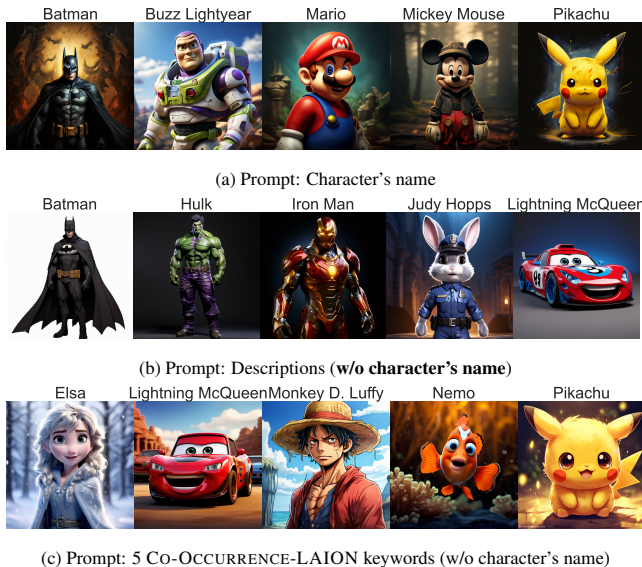 Batman Buzz Lightyear Mario Mickey Mouse Pikachu
(a) Prompt: Character's name
Batman Hulk Iron Man Judy Hopps Lightning McQueen
(b) Prompt: Descriptions (w/o character's name)
Elsa Lightning McQueen Monkey D. Luffy Nemo Pikachu
(c) Prompt: 5 CO-OCCURRENCE-LAION keywords (w/o character's name)